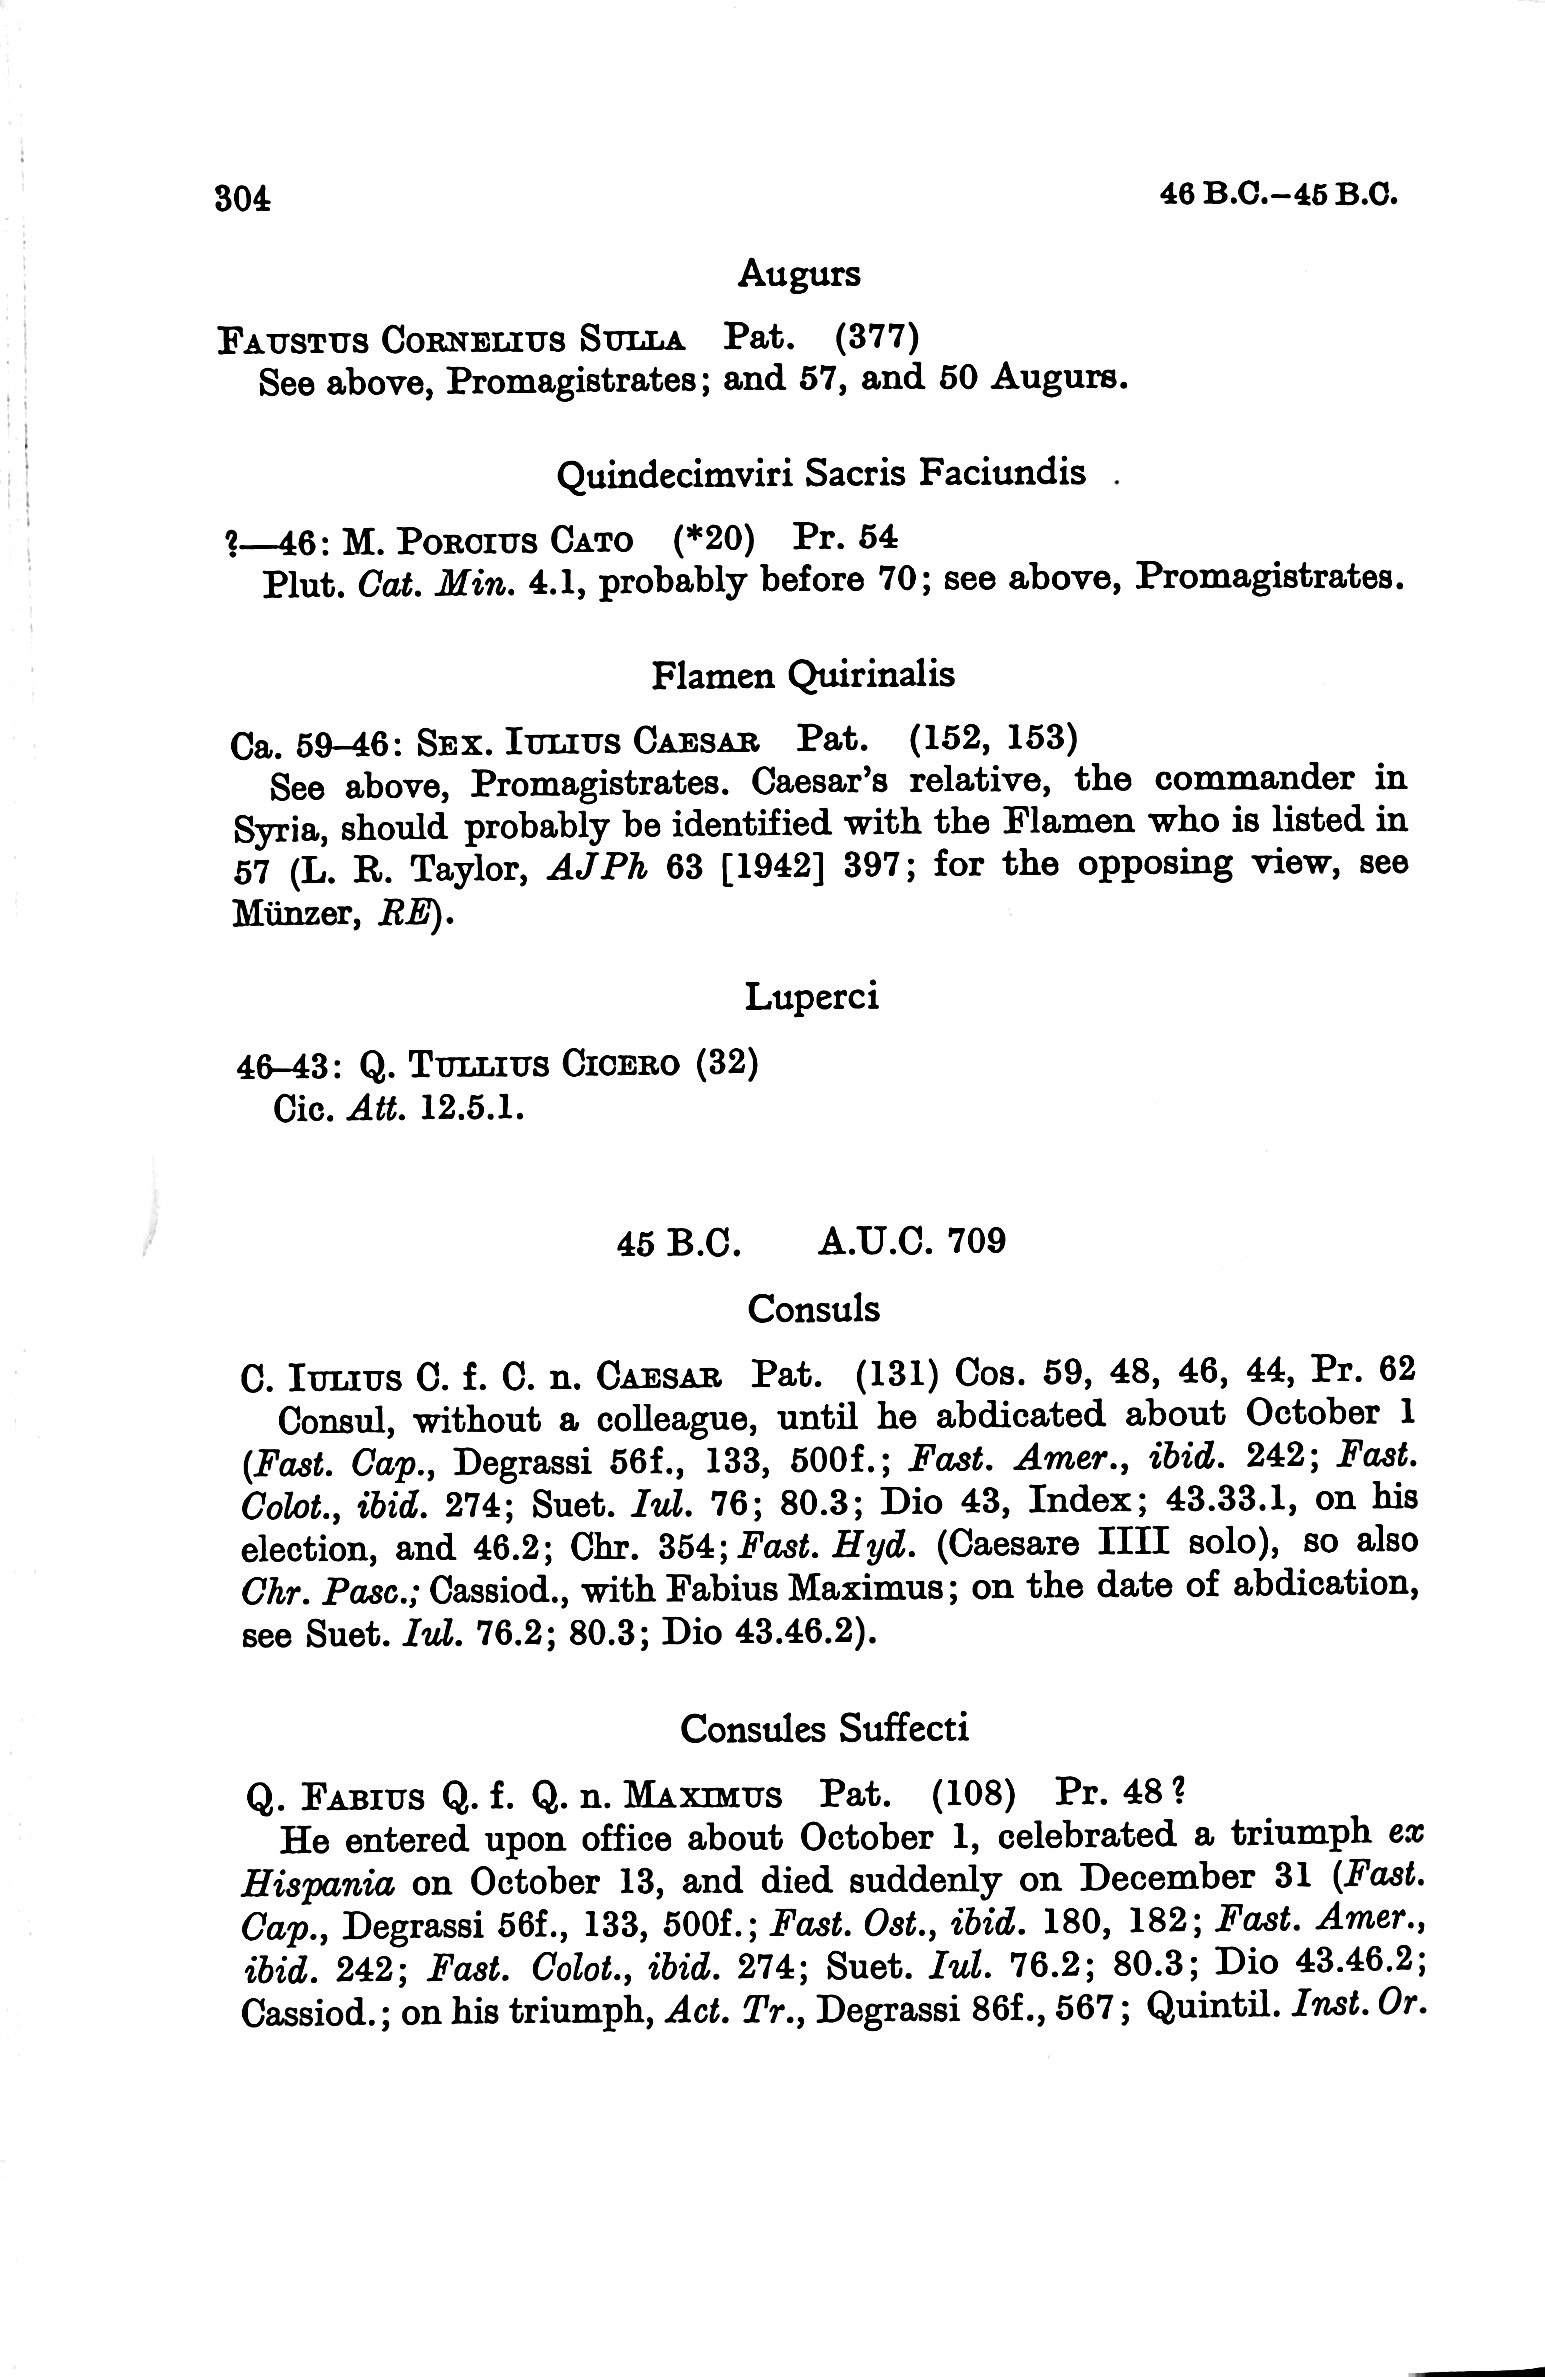 304 46 B.C.–45 B.C.
Augurs
FAUSTUS CORNELIUS SULLA Pat. (377)
See above, Promagistrates; and 57, and 50 Augurs.
Quindecimviri Sacris Faciundis .
?—46: M. PORCIUS CATO (*20) Pr. 54
Plut. Cat. Min. 4.1, probably before 70; see above, Promagistrates.
Flamen Quirinalis
Ca. 59–46: SEX. IULIUS CAESAR Pat. (152, 153)
See above, Promagistrates. Caesar's relative, the commander in
Syria, should probably be identified with the Flamen who is listed in
57 (L. R. Taylor, AJPh 63 [1942] 397; for the opposing view, see
Münzer, RE).
Luperci
46–43: Q. TULLIUS CICERO (32)
Cic. Att. 12.5.1.
45 B.C. A.U.C. 709
Consuls
C. IULIUS C. f. C. n. CAESAR Pat. (131) Cos. 59, 48, 46, 44, Pr. 62
Consul, without a colleague, until he abdicated about October 1
(Fast. Cap., Degrassi 56f., 133, 500f.; Fast. Amer., ibid. 242; Fast.
Colot., ibid. 274; Suet. Iul. 76; 80.3; Dio 43, Index; 43.33.1, on his
election, and 46.2; Chr. 354; Fast. Hyd. (Caesare IIII solo), so also
Chr. Pasc.; Cassiod., with Fabius Maximus; on the date of abdication,
see Suet. Iul. 76.2; 80.3; Dio 43.46.2).
Consules Suffecti
Q. FABIUS Q. f. Q. n. MAXIMUS Pat. (108) Pr. 48?
He entered upon office about October 1, celebrated a triumph ex
Hispania on October 13, and died suddenly on December 31 (Fast.
Cap., Degrassi 56f., 133, 500f.; Fast. Ost., ibid. 180, 182; Fast. Amer.,
ibid. 242; Fast. Colot., ibid. 274; Suet. Iul. 76.2; 80.3; Dio 43.46.2;
Cassiod.; on his triumph, Act. Tr., Degrassi 86f., 567; Quintil. Inst. Or.